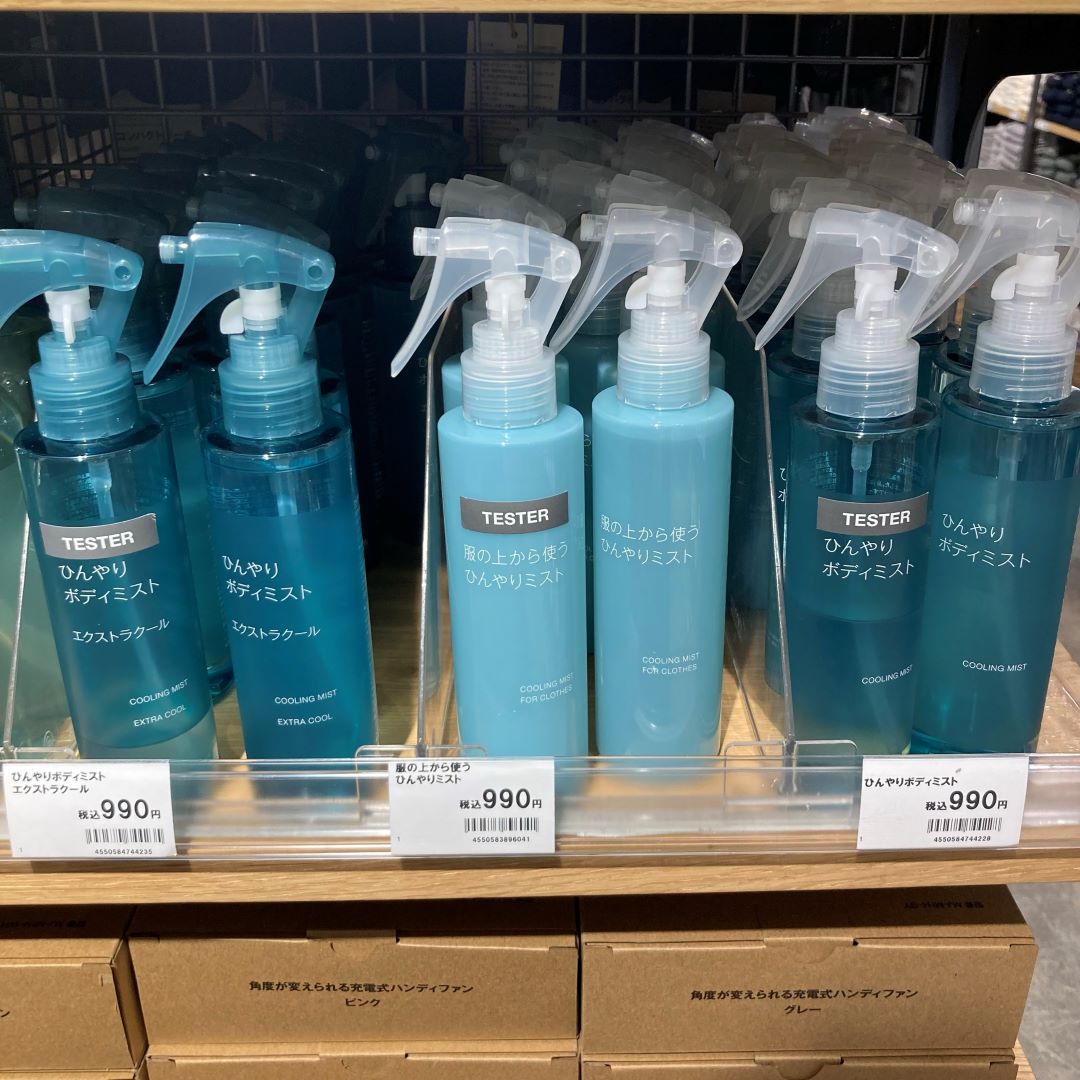 TESTER
ひんやり
ボディミスト
エクストラクール
COOLING MIST
EXTRA COOL
ひんやり
ボディミスト
エクストラクール
COOLING MIST
EXTRA COOL
TESTER
服の上から使う
ひんやりミスト
COOLING MIST
FOR CLOTHES
服の上から使う
ひんやりミスト
COOLING MIST
FOR CLOTHES
TESTER
ひんやり
ボディミスト
COOLING MIST
ひんやり
ボディミスト
COOLING MIST
ひんやりボディミスト
エクストラクール
税込990円
4550584744235
服の上から使う
ひんやりミスト
税込990円
4550583896041
ひんやりボディミスト
税込990円
4550584744228
角度が変えられる充電式ハンディファン
ピンク
角度が変えられる充電式ハンディファン
グレー